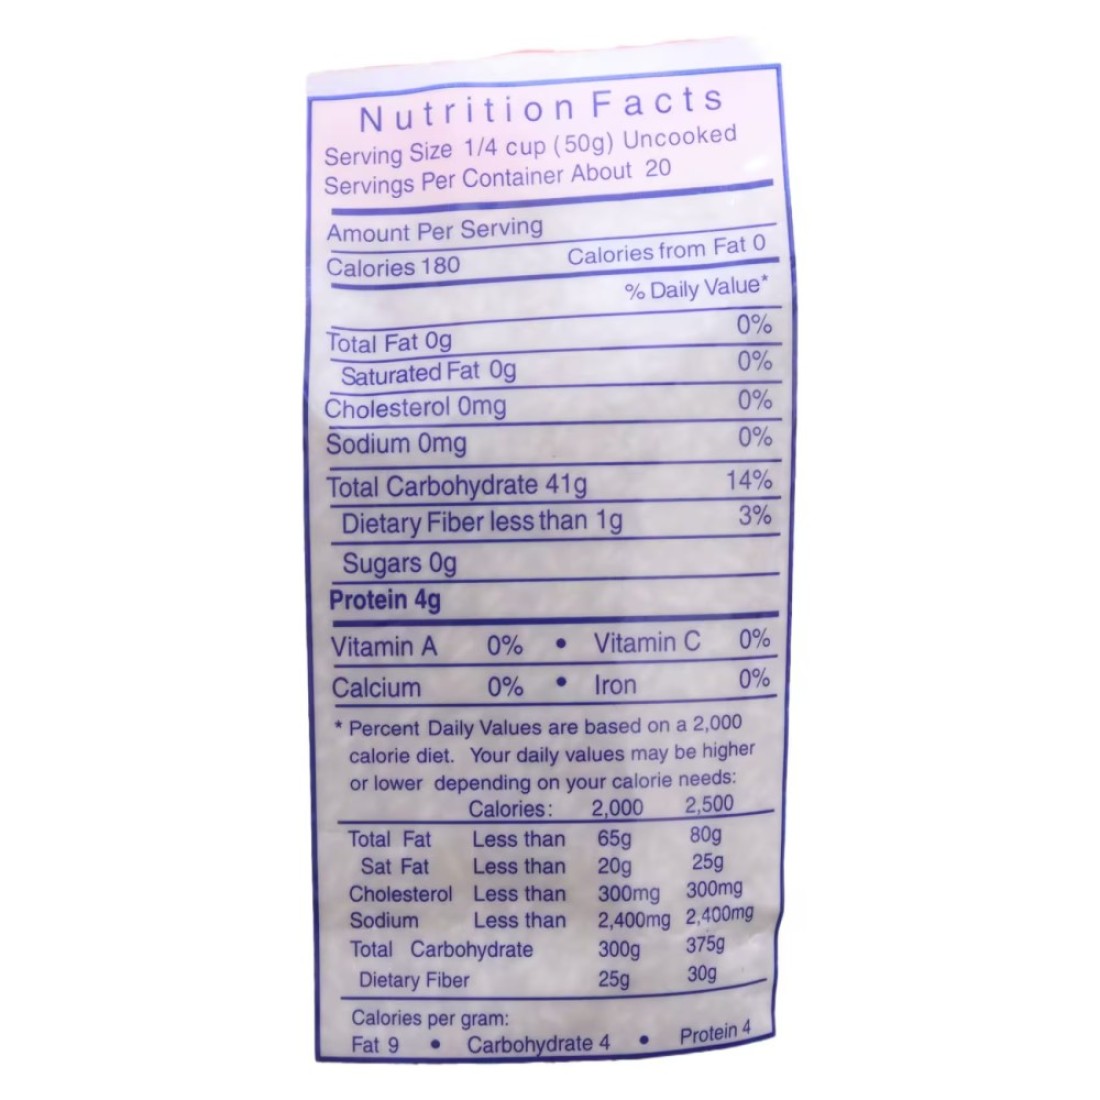 Nutrition Facts
Serving Size 1/4 cup (50g) Uncooked
Servings Per Container About 20
Amount Per Serving
Calories 180 Calories from Fat 0
% Daily Value*
Total Fat 0g 0%
Saturated Fat 0g 0%
Cholesterol 0mg 0%
Sodium 0mg 0%
Total Carbohydrate 41g 14%
Dietary Fiber less than 1g 3%
Sugars 0g
Protein 4g
Vitamin A 0% • Vitamin C 0%
Calcium 0% • Iron 0%
* Percent Daily Values are based on a 2,000
calorie diet. Your daily values may be higher
or lower depending on your calorie needs:
Calories: 2,000 2,500
Total Fat Less than 65g 80g
Sat Fat Less than 20g 25g
Cholesterol Less than 300mg 300mg
Sodium Less than 2,400mg 2,400mg
Total Carbohydrate 300g 375g
Dietary Fiber 25g 30g
Calories per gram:
Fat 9 • Carbohydrate 4 • Protein 4